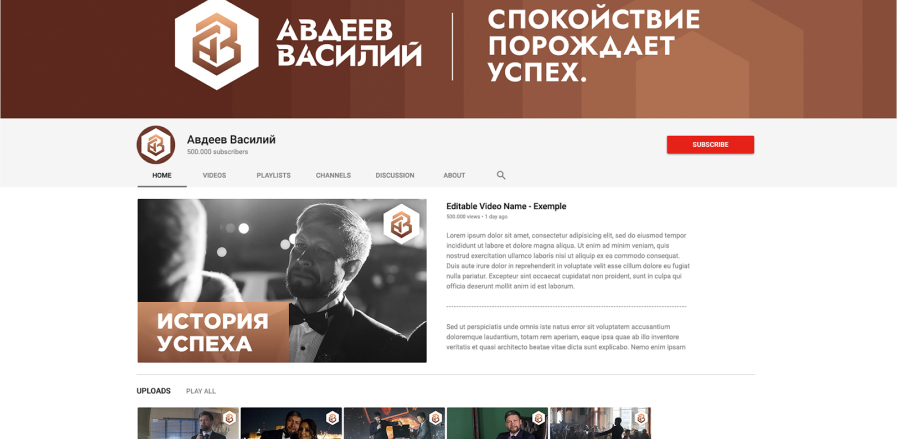 АВДЕЕВ
ВАСИЛИЙ
СПОКОЙСТВИЕ
ПОРОЖДАЕТ
УСПЕХ.
Авдеев Василий
500.000 subscribers
SUBSCRIBE
HOME VIDEOS PLAYLISTS CHANNELS DISCUSSION ABOUT
Editable Video Name - Exemple
500.000 views • 1 day ago
Lorem ipsum dolor sit amet, consectetur adipisicing elit, sed do eiusmod tempor
incididunt ut labore et dolore magna aliqua. Ut enim ad minim veniam, quis
nostrud exercitation ullamco laboris nisi ut aliquip ex ea commodo consequat.
Duis aute irure dolor in reprehenderit in voluptate velit esse cillum dolore eu fugiat
nulla pariatur. Excepteur sint occaecat cupidatat non proident, sunt in culpa qui
officia deserunt mollit anim id est laborum.
Sed ut perspiciatis unde omnis iste natus error sit voluptatem accusantium
doloremque laudantium, totam rem aperiam, eaque ipsa quae ab illo inventore
veritatis et quasi architecto beatae vitae dicta sunt explicabo. Nemo enim ipsam
ИСТОРИЯ
УСПЕХА
UPLOADS PLAY ALL